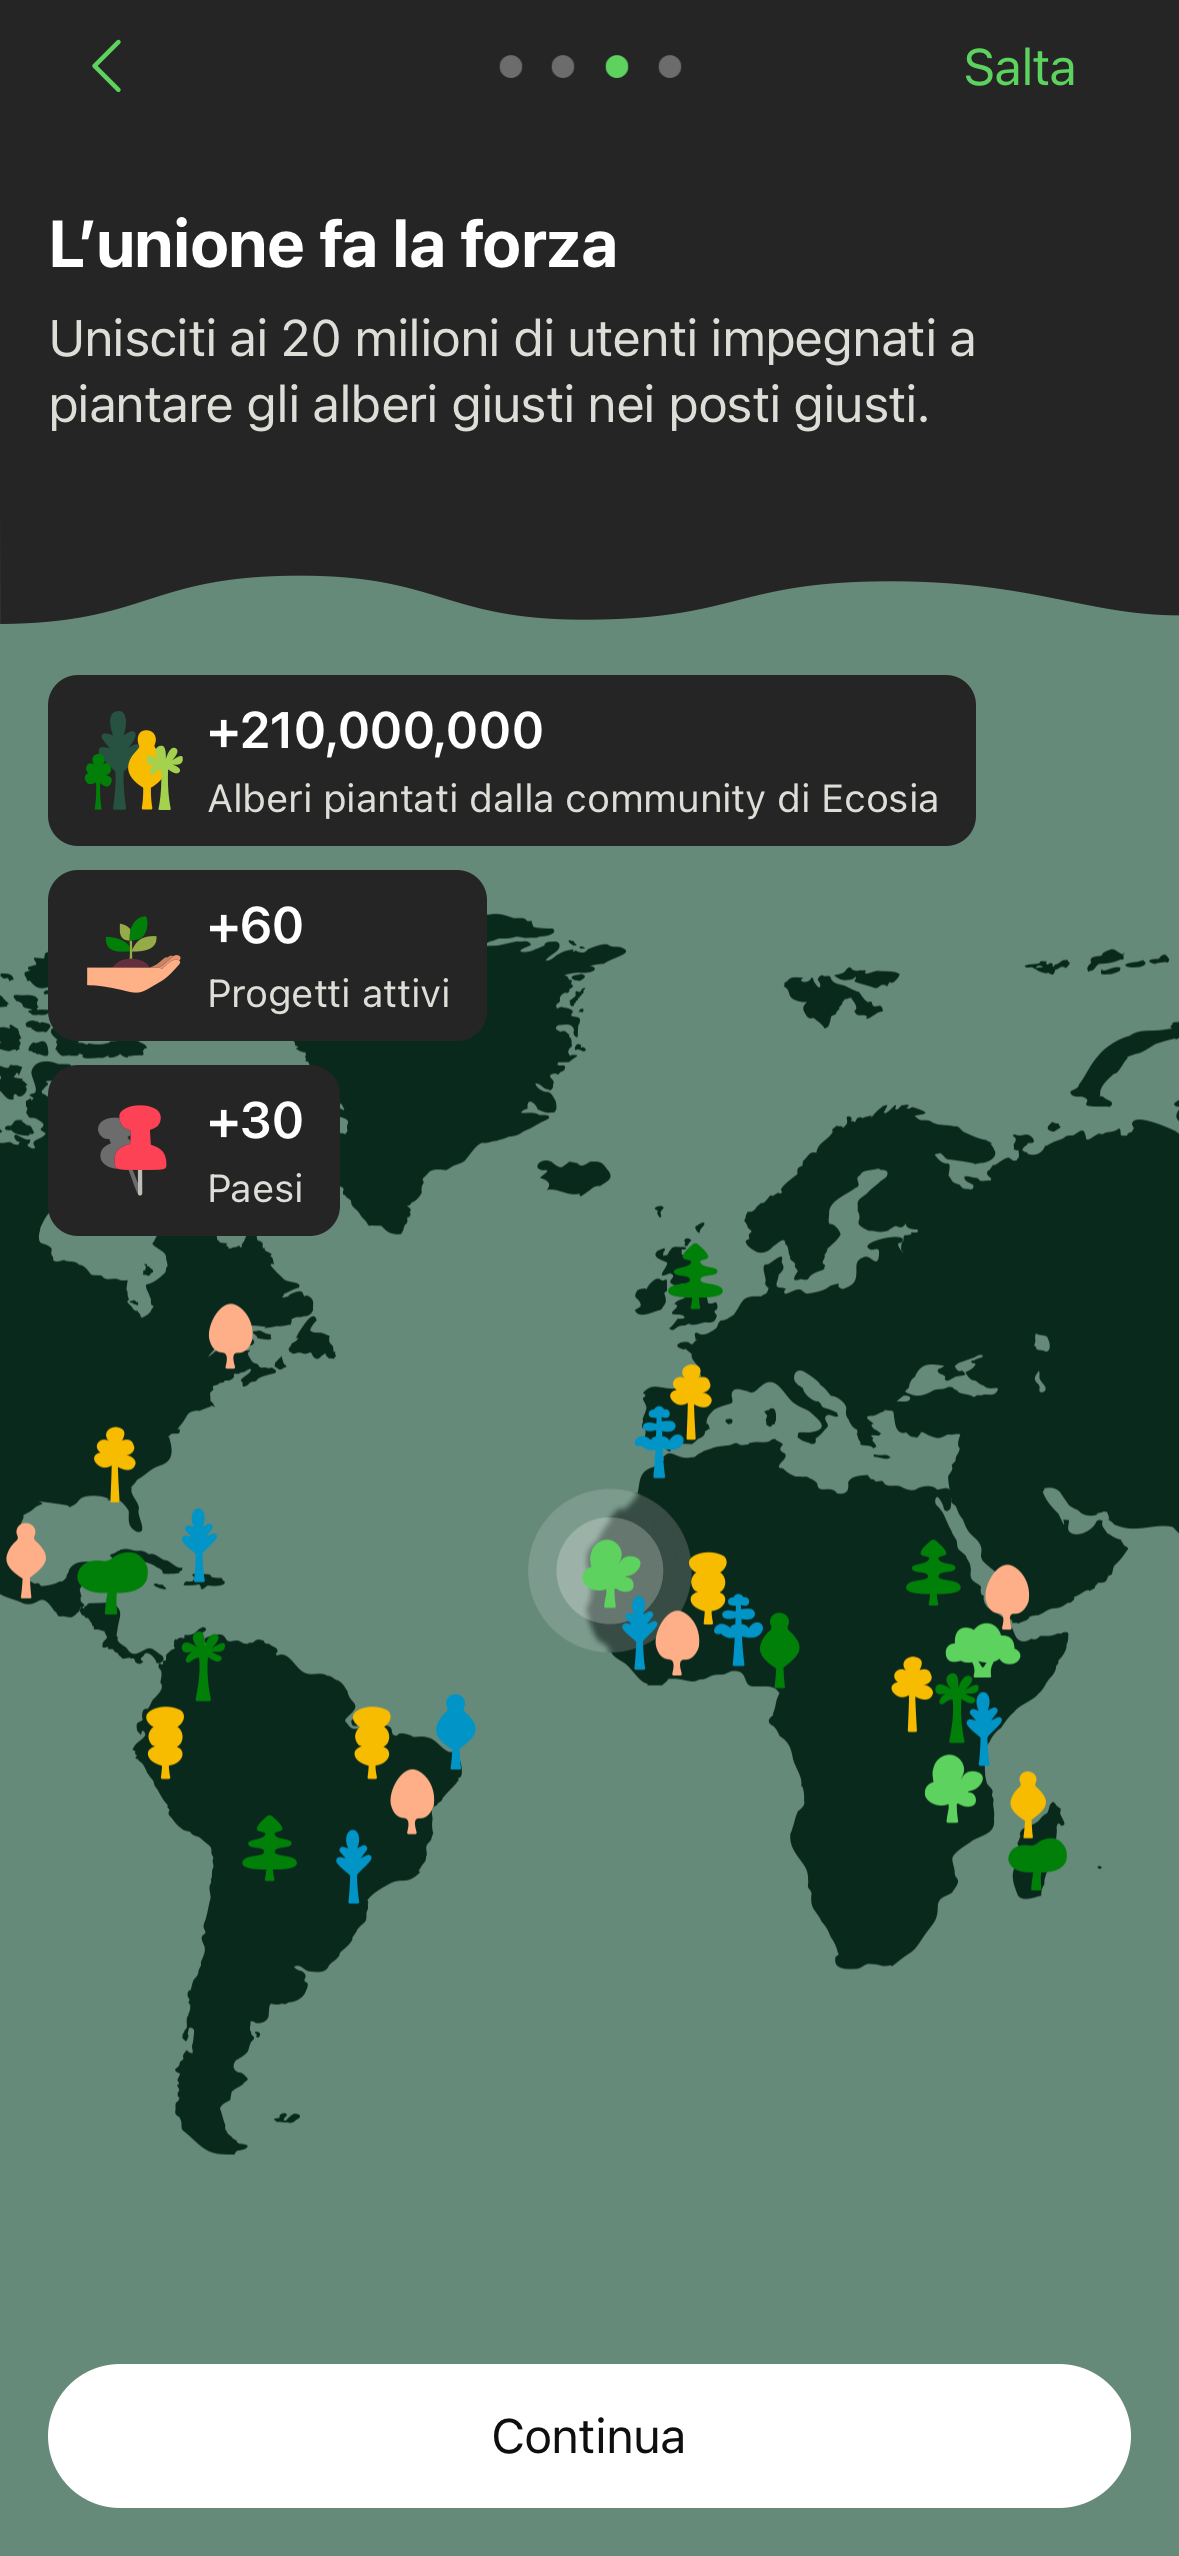 Salta
L’unione fa la forza
Unisciti ai 20 milioni di utenti impegnati a
piantare gli alberi giusti nei posti giusti.
+210,000,000
Alberi piantati dalla community di Ecosia
+60
Progetti attivi
+30
Paesi
Continua